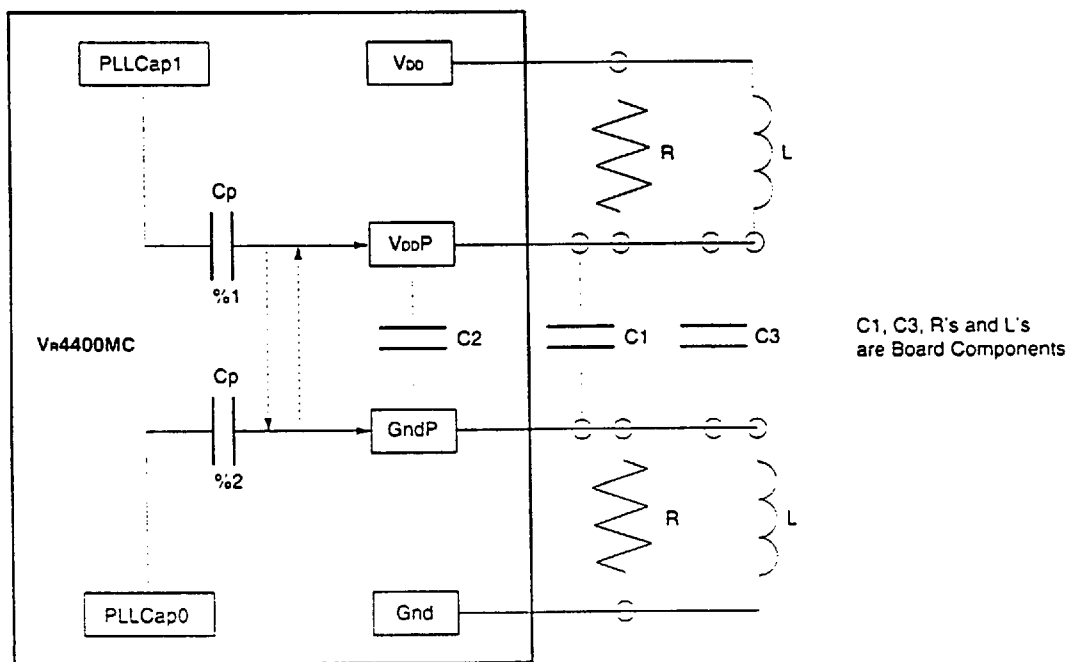 PLLCap1
VDD
R
L
Cp
VDDP
%1
VR4400MC
C2
C1
C3
C1, C3, R's and L's
are Board Components
Cp
GndP
%2
R
L
PLLCap0
Gnd